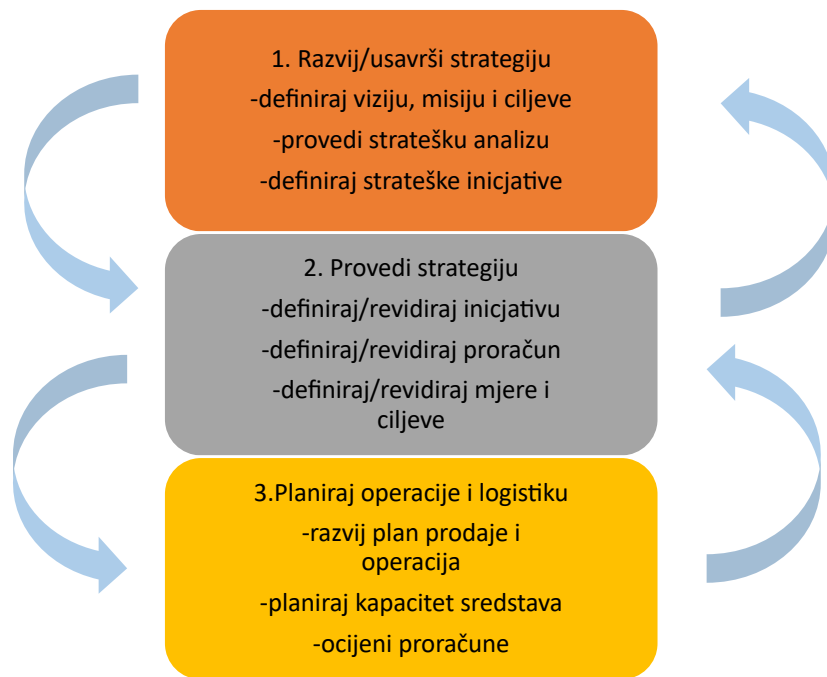 1. Razvij/usavrši strategiju
-definiraj viziju, misiju i ciljeve
-provedi stratešku analizu
-definiraj strateške inicjative
2. Provedi strategiju
-definiraj/revidiraj inicjativu
-definiraj/revidiraj proračun
-definiraj/revidiraj mjere i
ciljeve
3.Planiraj operacije i logistiku
-razvij plan prodaje i
operacija
-planiraj kapacitet sredstava
-ocijeni proračune